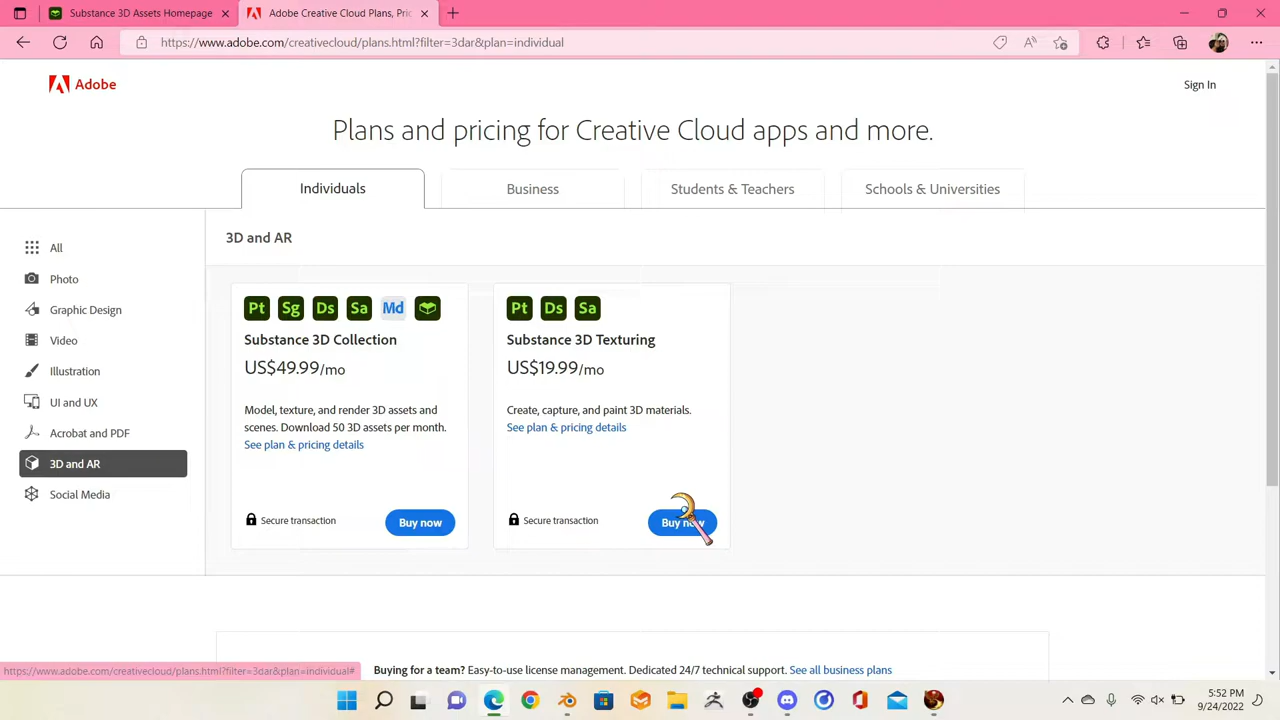 Substance 3D Assets Homepage
Adobe Creative Cloud Plans, Pric
https://www.adobe.com/creativecloud/plans.html?filter=3dar&plan=individual
Adobe
Sign In
Plans and pricing for Creative Cloud apps and more.
Individuals
Business
Students & Teachers
Schools & Universities
All
Photo
Graphic Design
Video
Illustration
UI and UX
Acrobat and PDF
3D and AR
Social Media
3D and AR
Pt Sg Ds Sa Md
Substance 3D Collection
US$49.99/mo
Model, texture, and render 3D assets and
scenes. Download 50 3D assets per month.
See plan & pricing details
Secure transaction
Buy now
Pt Ds Sa
Substance 3D Texturing
US$19.99/mo
Create, capture, and paint 3D materials.
See plan & pricing details
Secure transaction
Buy now
Buying for a team? Easy-to-use license management. Dedicated 24/7 technical support. See all business plans
https://www.adobe.com/creativecloud/plans.html?filter=3dar&plan=individual#
5:52 PM
9/24/2022